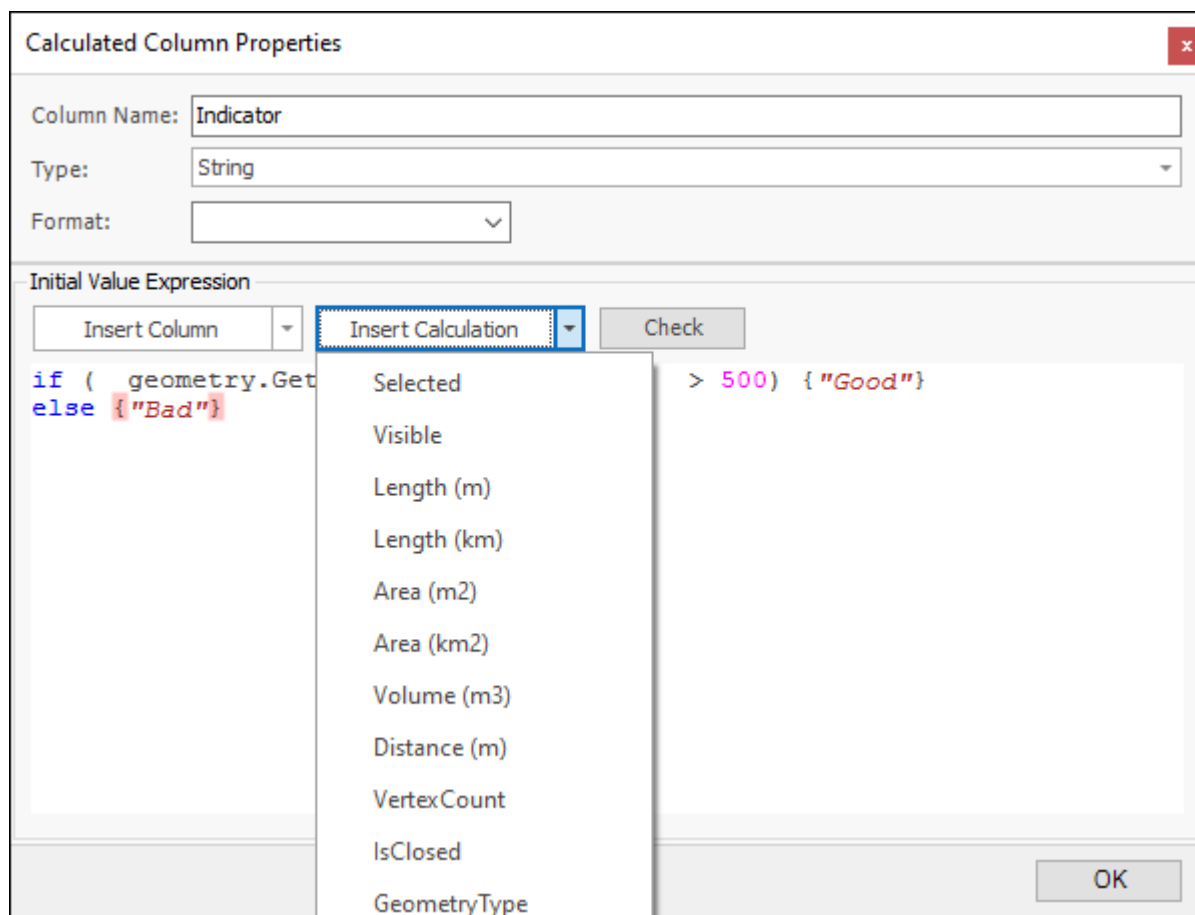 Calculated Column Properties
x
Column Name: Indicator
Type: String
Format:
Initial Value Expression
Insert Column Insert Calculation Check
if ( geometry.Get > 500) {"Good"}
else {"Bad"}
Selected
Visible
Length (m)
Length (km)
Area (m2)
Area (km2)
Volume (m3)
Distance (m)
VertexCount
IsClosed
GeometryType
OK